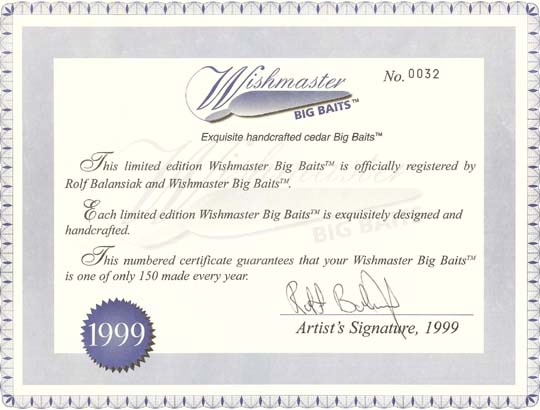 Wishmaster
BIG BAITS™
No. 0032
Exquisite handcrafted cedar Big Baits™
This limited edition Wishmaster Big Baits™ is officially registered by
Rolf Balansiak and Wishmaster Big Baits™.
Each limited edition Wishmaster Big Baits™ is exquisitely designed and
handcrafted.
This numbered certificate guarantees that your Wishmaster Big Baits™
is one of only 150 made every year.
1999
Artist's Signature, 1999